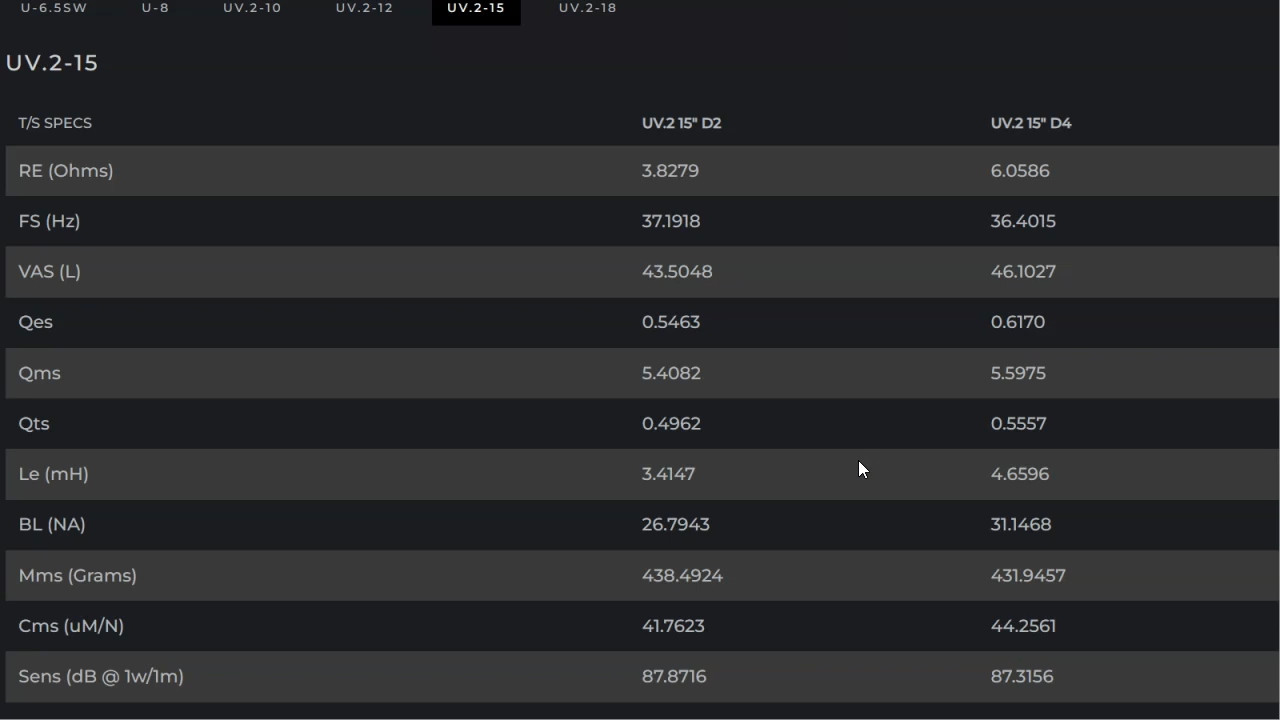 U-6.5SW U-8 UV.2-10 UV.2-12 UV.2-15 UV.2-18
UV.2-15
T/S SPECS UV.2 15" D2 UV.2 15" D4
RE (Ohms) 3.8279 6.0586
FS (Hz) 37.1918 36.4015
VAS (L) 43.5048 46.1027
Qes 0.5463 0.6170
Qms 5.4082 5.5975
Qts 0.4962 0.5557
Le (mH) 3.4147 4.6596
BL (NA) 26.7943 31.1468
Mms (Grams) 438.4924 431.9457
Cms (uM/N) 41.7623 44.2561
Sens (dB @ 1w/1m) 87.8716 87.3156